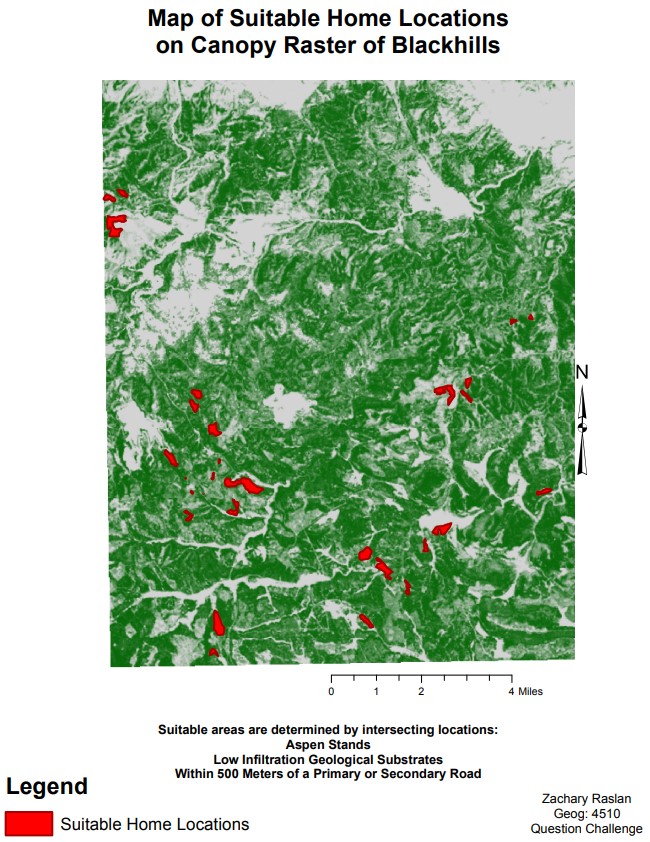 Map of Suitable Home Locations
on Canopy Raster of Blackhills
N
0 1 2 4 Miles
Suitable areas are determined by intersecting locations:
Aspen Stands
Low Infiltration Geological Substrates
Within 500 Meters of a Primary or Secondary Road
Legend
Suitable Home Locations
Zachary Raslan
Geog: 4510
Question Challenge